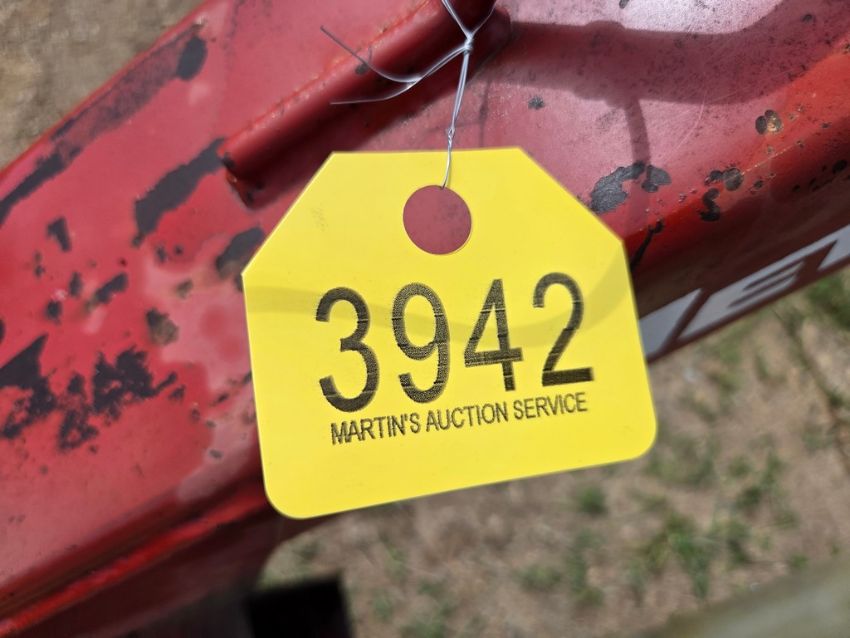 3942
MARTIN'S AUCTION SERVICE